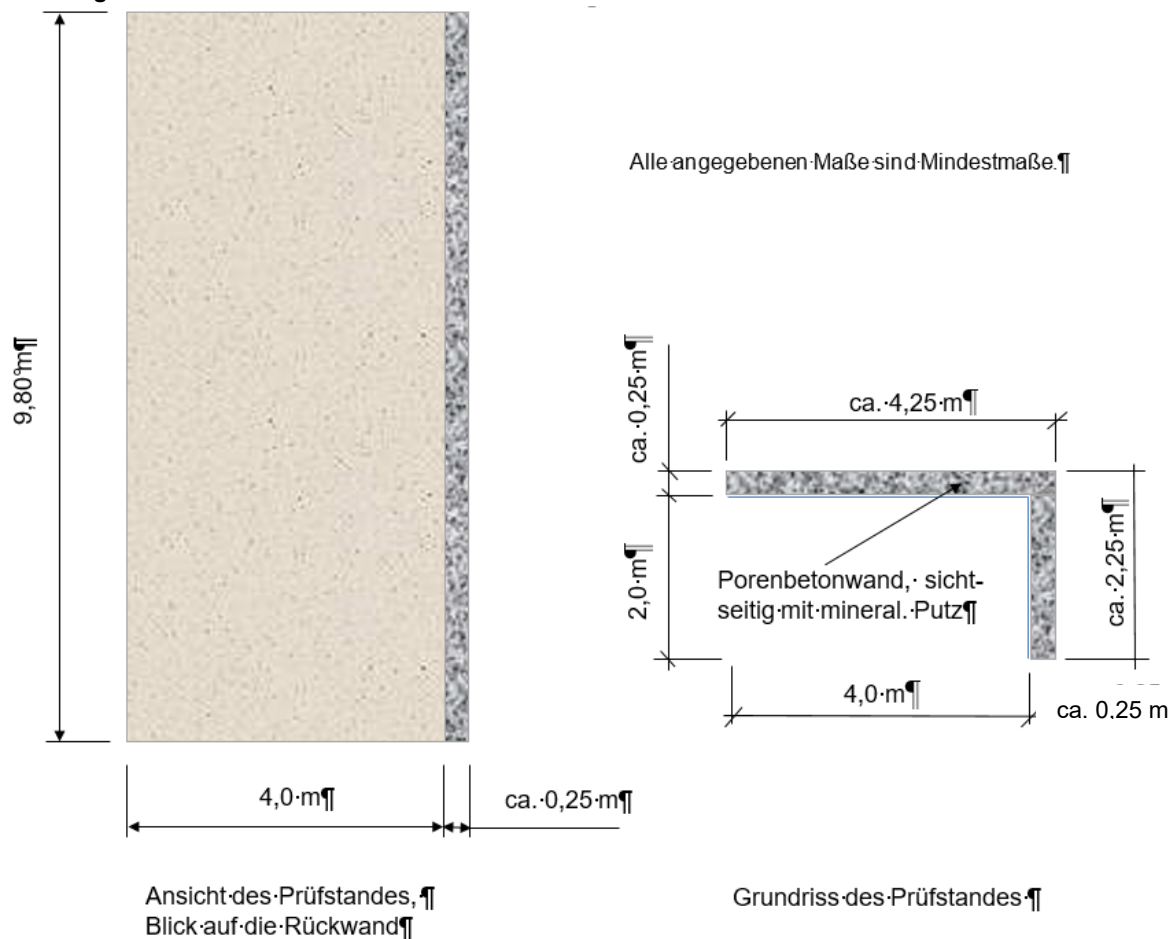 Alle·angegebenen·Maße·sind·Mindestmaße.¶
9,80°m¶
4,0·m¶
ca.·0,25·m¶
Ansicht·des·Prüfstandes,¶
Blick·auf·die·Rückwand¶
ca.·0,25·m¶
ca.·4,25·m¶
2,0·m¶
Porenbetonwand,·sicht-
seitig·mit·mineral.·Putz¶
ca.·2,25·m¶
4,0·m¶
ca. 0,25 m
Grundriss·des·Prüfstandes·¶